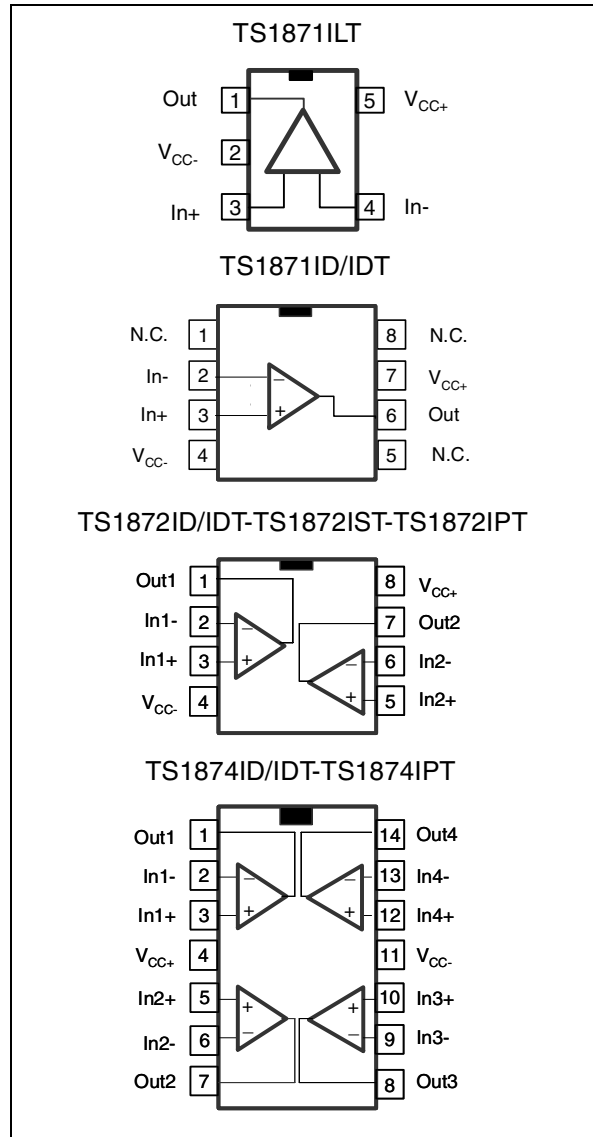 TS1871ILT
Out 1 5 VCC+
VCC- 2
In+ 3 4 In-
TS1871ID/IDT
N.C. 1 8 N.C.
In- 2 − 7 VCC+
In+ 3 + 6 Out
VCC- 4 5 N.C.
TS1872ID/IDT-TS1872IST-TS1872IPT
Out1 1 8 VCC+
In1- 2 − 7 Out2
In1+ 3 + − 6 In2-
VCC- 4 + 5 In2+
TS1874ID/IDT-TS1874IPT
Out1 1 14 Out4
In1- 2 − − 13 In4-
In1+ 3 + + 12 In4+
VCC+ 4 11 VCC-
In2+ 5 + + 10 In3+
In2- 6 − − 9 In3-
Out2 7 8 Out3